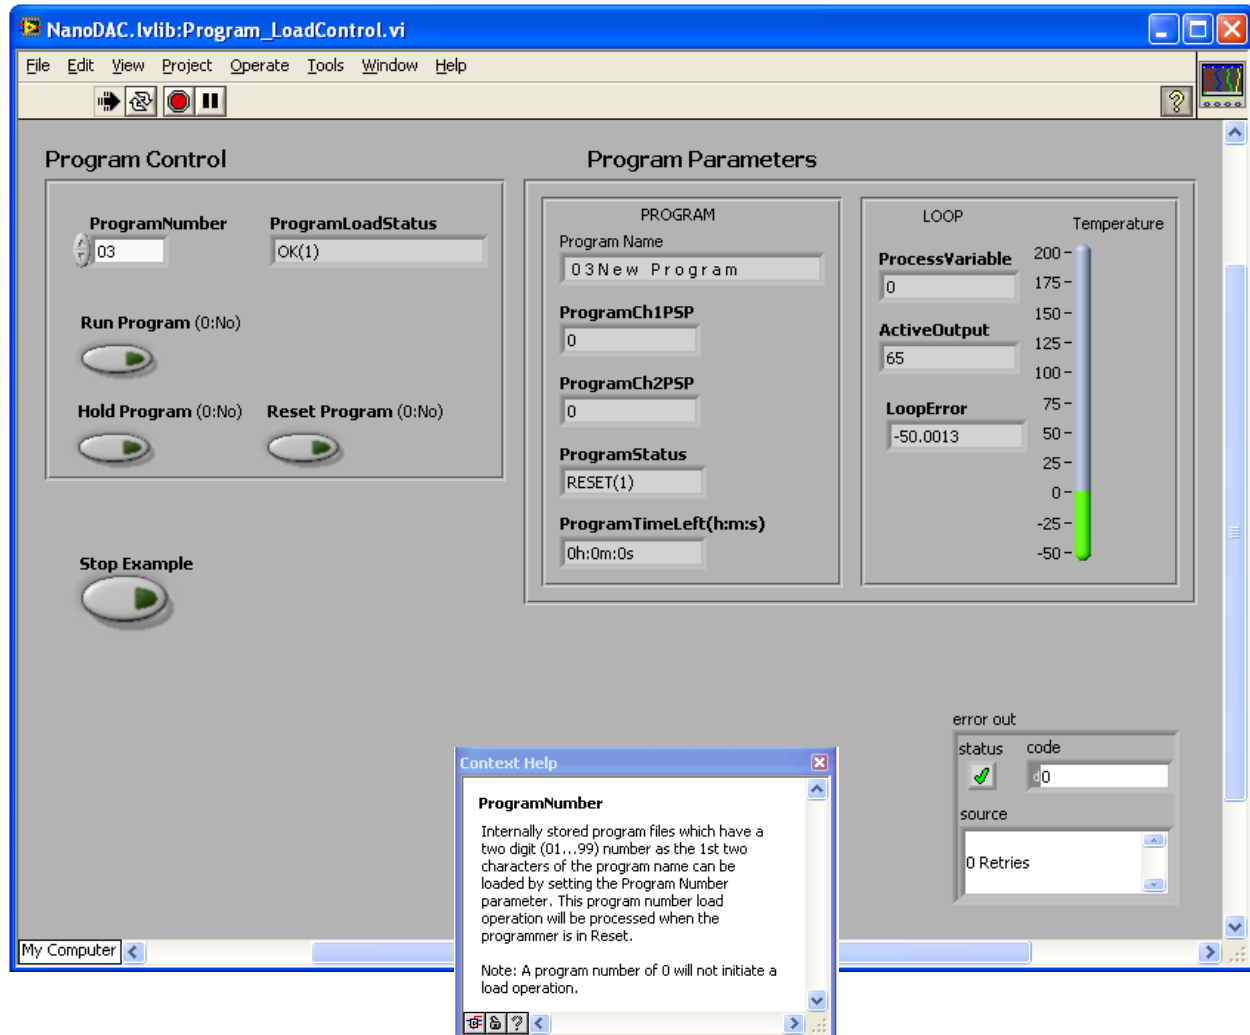 NanoDAC.lvlib:Program_LoadControl.vi
File Edit View Project Operate Tools Window Help
Program Control
Program Parameters
ProgramNumber
03
ProgramLoadStatus
OK(1)
Run Program (0:No)
Hold Program (0:No)
Reset Program (0:No)
Stop Example
PROGRAM
Program Name
03New Program
ProgramCh1PSP
0
ProgramCh2PSP
0
ProgramStatus
RESET(1)
ProgramTimeLeft(h:m:s)
0h:0m:0s
LOOP
ProcessVariable
0
ActiveOutput
65
LoopError
-50.0013
Temperature
200
175
150
125
100
75
50
25
0
-25
-50
error out
status
code
d0
source
0 Retries
My Computer
Context Help
ProgramNumber
Internally stored program files which have a
two digit (01...99) number as the 1st two
characters of the program name can be
loaded by setting the Program Number
parameter. This program number load
operation will be processed when the
programmer is in Reset.
Note: A program number of 0 will not initiate a
load operation.